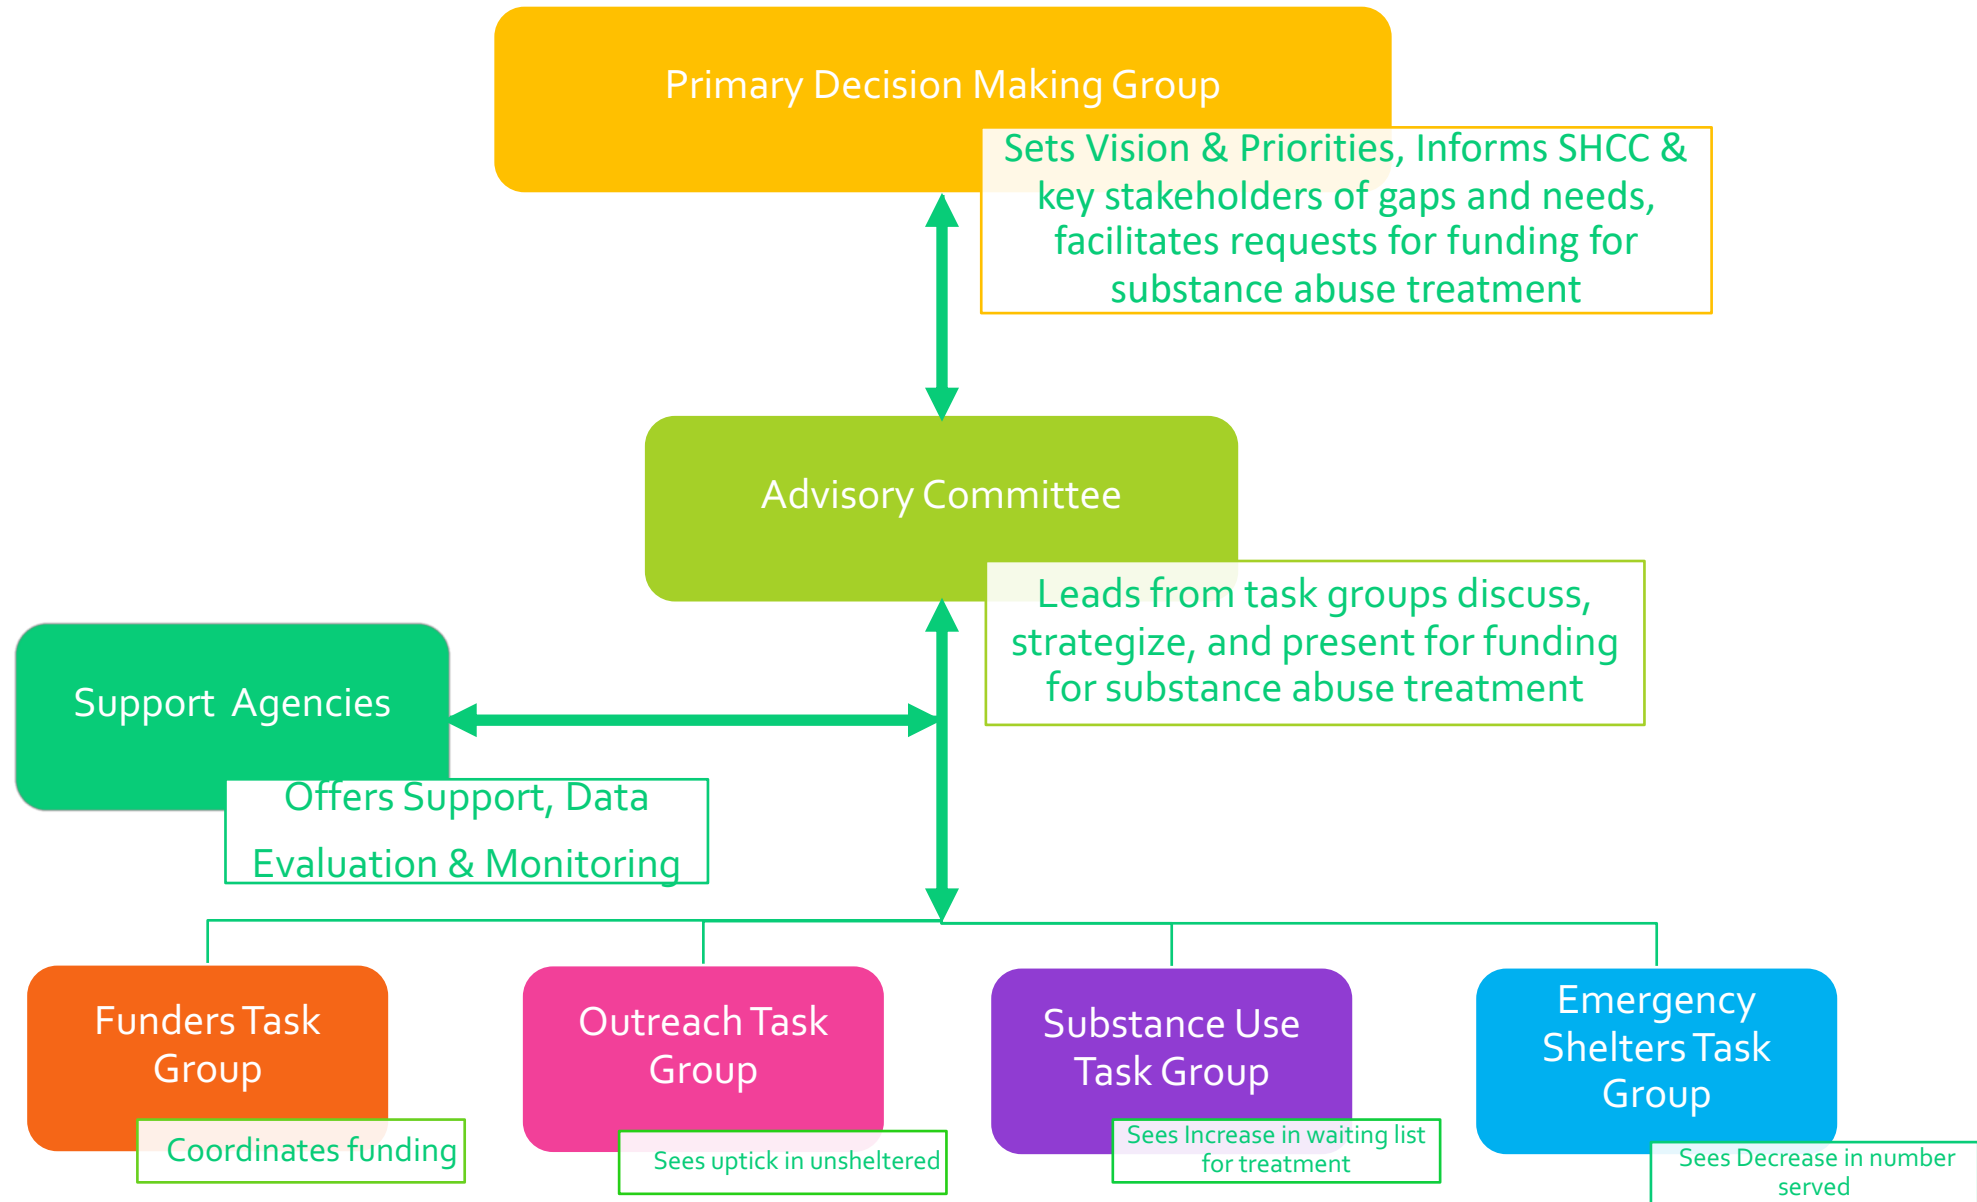 Primary Decision Making Group
Sets Vision & Priorities, Informs SHCC &
key stakeholders of gaps and needs,
facilitates requests for funding for
substance abuse treatment
Advisory Committee
Leads from task groups discuss,
strategize, and present for funding
for substance abuse treatment
Support Agencies
Offers Support, Data
Evaluation & Monitoring
Funders Task
Group
Coordinates funding
Outreach Task
Group
Sees uptick in unsheltered
Substance Use
Task Group
Sees Increase in waiting list
for treatment
Emergency
Shelters Task
Group
Sees Decrease in number
served